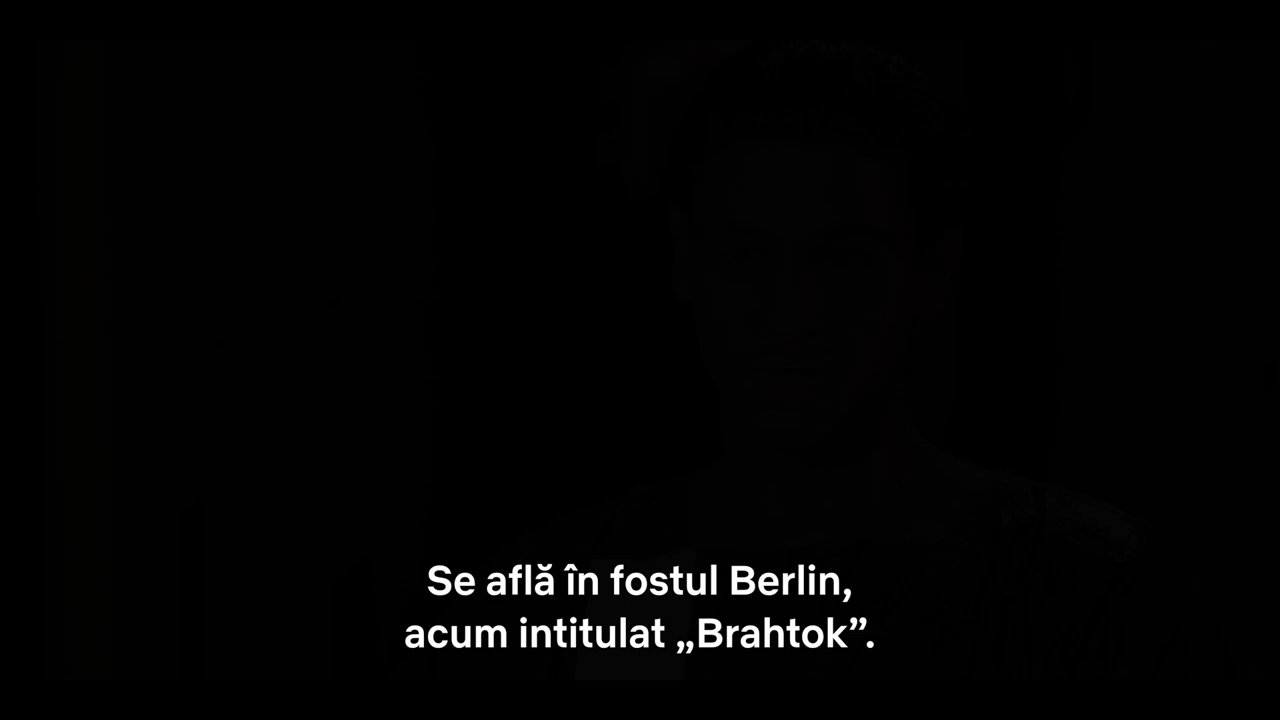 Se află în fostul Berlin,
acum intitulat „Brahtok”.